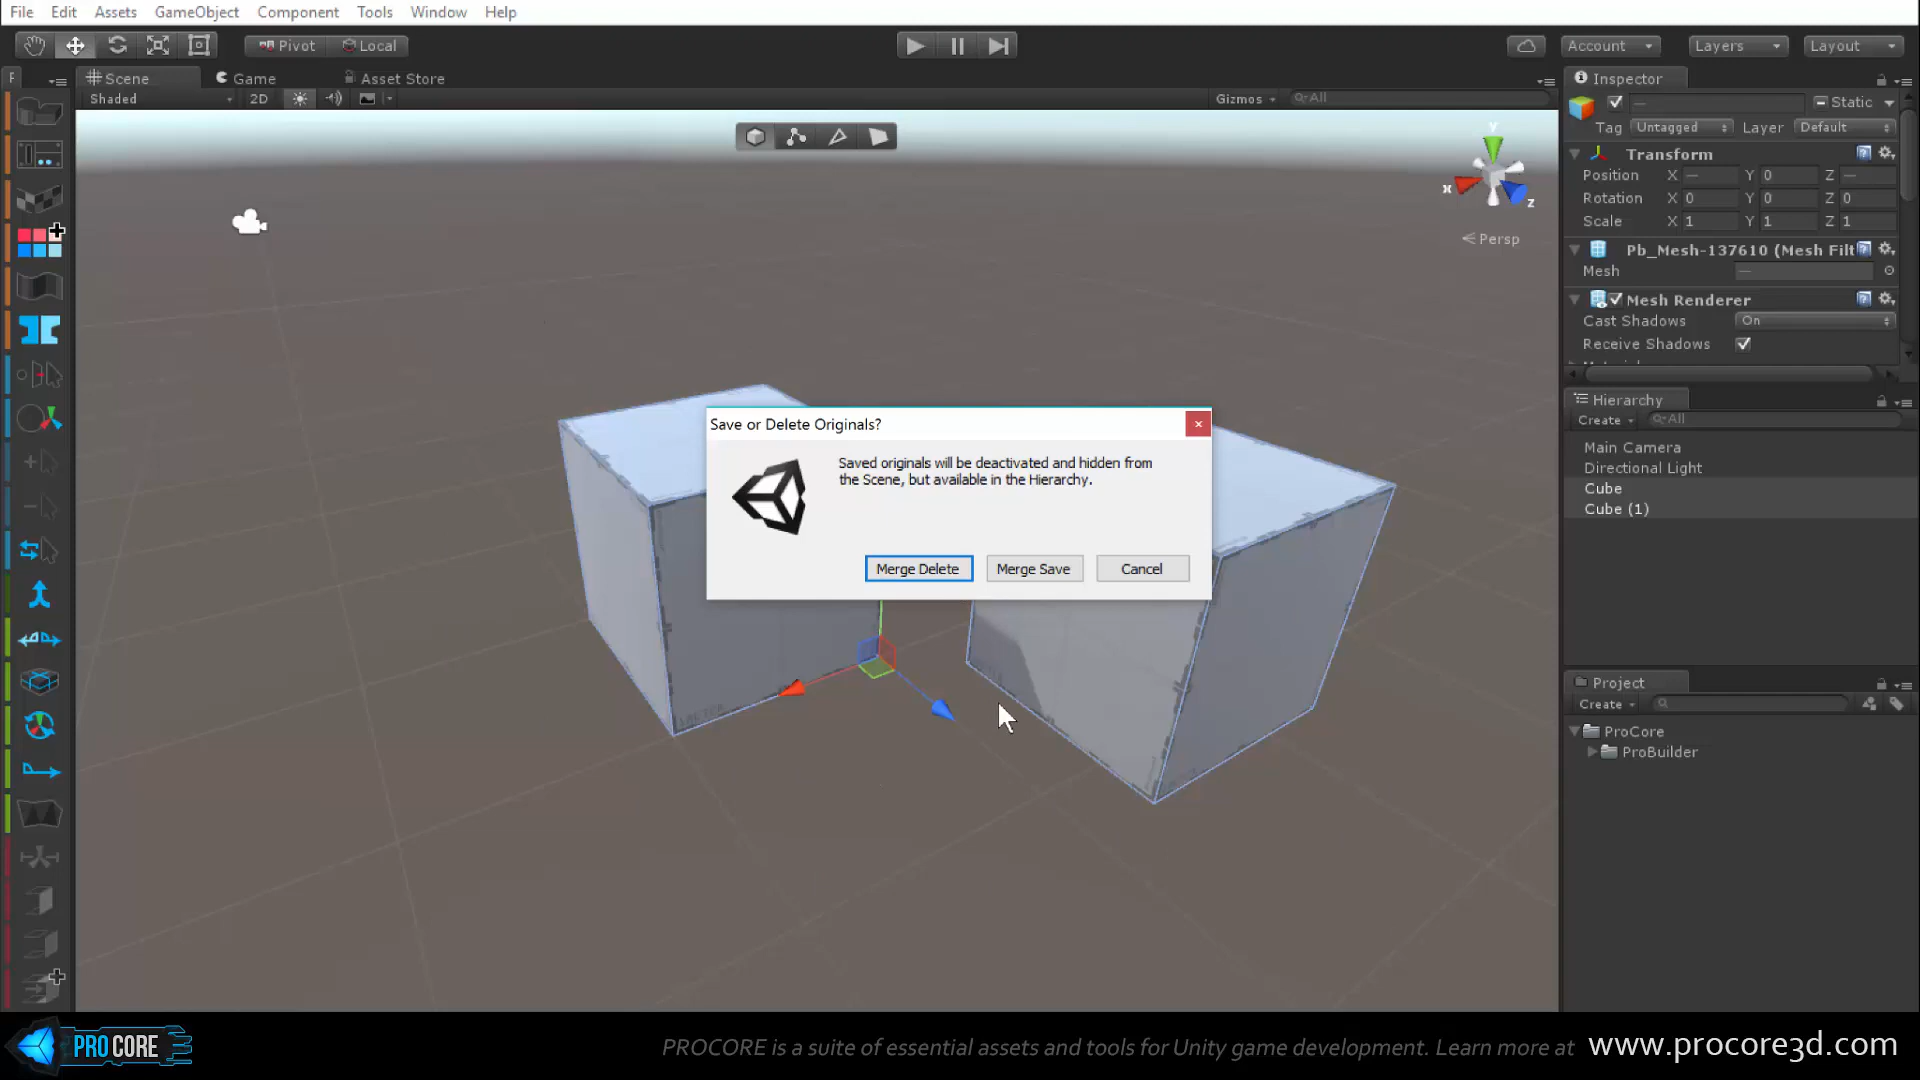 File Edit Assets GameObject Component Tools Window Help
Pivot Local
Account Layers Layout
Scene Game Asset Store
Shaded 2D Gizmos All
Persp
x y z
Inspector
— Static
Tag Untagged Layer Default
Transform
Position X — Y 0 Z —
Rotation X 0 Y 0 Z 0
Scale X 1 Y 1 Z 1
Pb_Mesh-137610 (Mesh Filt
Mesh —
Mesh Renderer
Cast Shadows On
Receive Shadows
Hierarchy
Create All
Main Camera
Directional Light
Cube
Cube (1)
Project
Create
ProCore
ProBuilder
Save or Delete Originals?
Saved originals will be deactivated and hidden from
the Scene, but available in the Hierarchy.
Merge Delete Merge Save Cancel
PROCORE
PROCORE is a suite of essential assets and tools for Unity game development. Learn more at www.procore3d.com